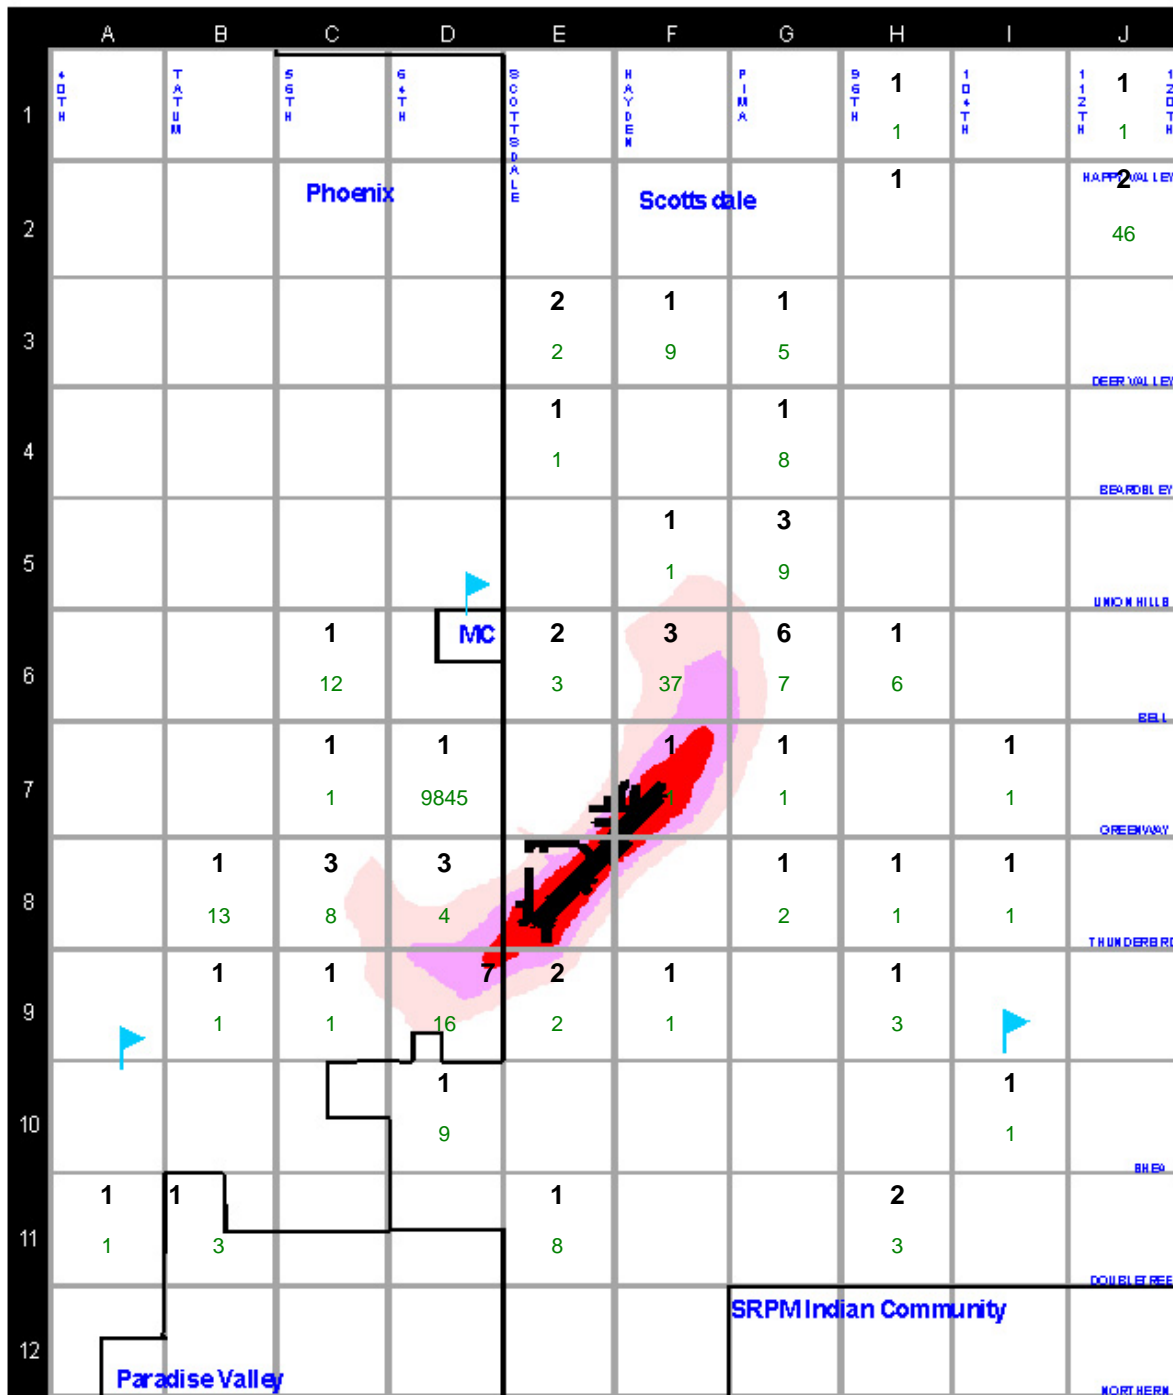 A B C D E F G H I J
1
40TH TATUM 56TH 64TH SCOTTSDALE HAYDEN PIMA 96TH 104TH 112TH 120TH
1 1
1 1
2
Phoenix Scottsdale 1 HAPPY VALLEY 2
46
3
2 1 1
2 9 5
DEER VALLEY
4
1 1
1 8
BEARDSLEY
5
1 3
1 9
UNION HILLS
6
1 MC 2 3 6 1
12 3 37 7 6
BELL
7
1 1 1 1 1
1 9845 1 1
GREENWAY
8
1 3 3 1 1 1
13 8 4 2 1 1
THUNDERBIRD
9
1 1 7 2 1 1
1 1 16 2 1 3
10
1 1
9 1
SHEA
11
1 1 1 2
1 3 8 3
DOUBLETREE
12
SRPM Indian Community
Paradise Valley
NORTHERN